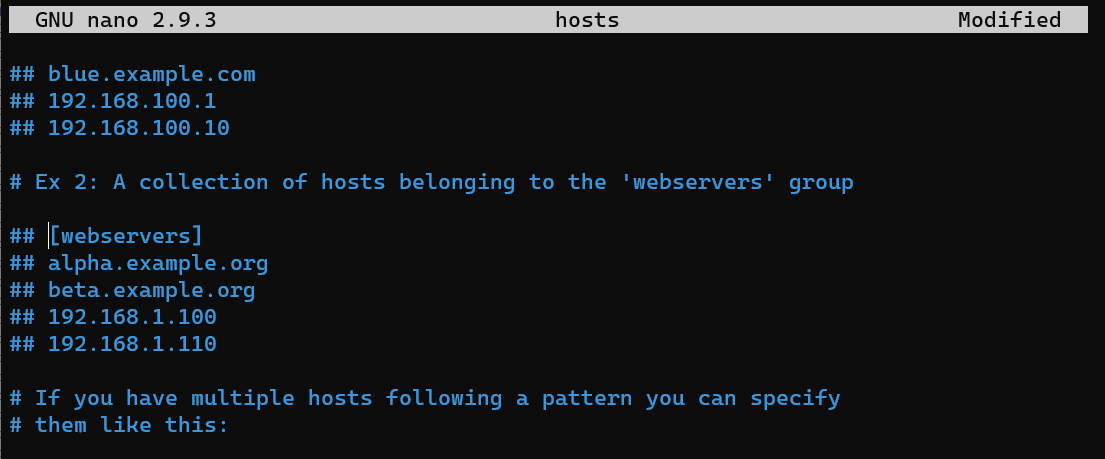 GNU nano 2.9.3 hosts Modified
## blue.example.com
## 192.168.100.1
## 192.168.100.10
# Ex 2: A collection of hosts belonging to the 'webservers' group
## [webservers]
## alpha.example.org
## beta.example.org
## 192.168.1.100
## 192.168.1.110
# If you have multiple hosts following a pattern you can specify
# them like this: